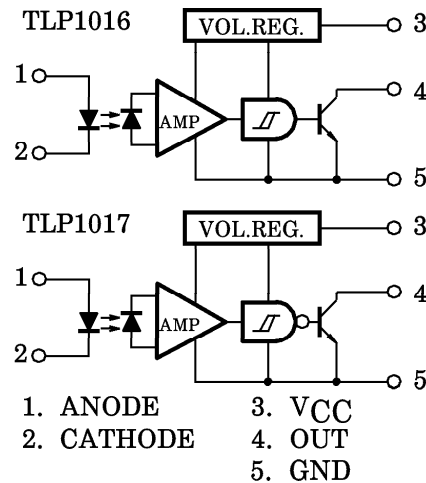 TLP1016
VOL.REG.
3
1
4
AMP
2
5
TLP1017
VOL.REG.
3
1
4
AMP
2
5
1. ANODE
2. CATHODE
3. VCC
4. OUT
5. GND